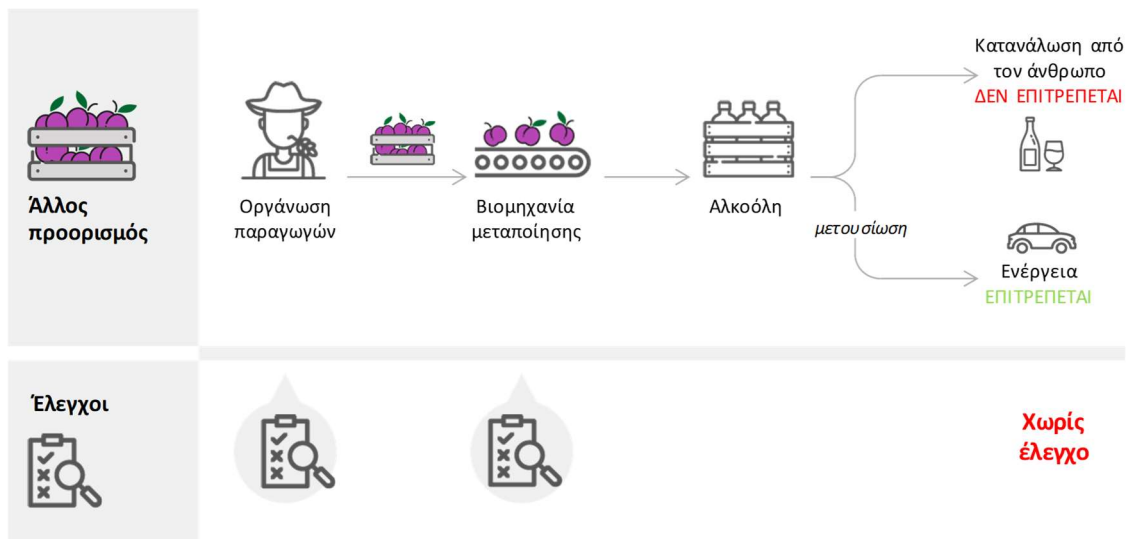 Κατανάλωση από
τον άνθρωπο
ΔΕΝ ΕΠΙΤΡΕΠΕΤΑΙ
Άλλος
προορισμός
Οργάνωση
παραγωγών
Βιομηχανία
μεταποίησης
Αλκοόλη
μετουσίωση
Ενέργεια
ΕΠΙΤΡΕΠΕΤΑΙ
Έλεγχοι
Χωρίς
έλεγχο